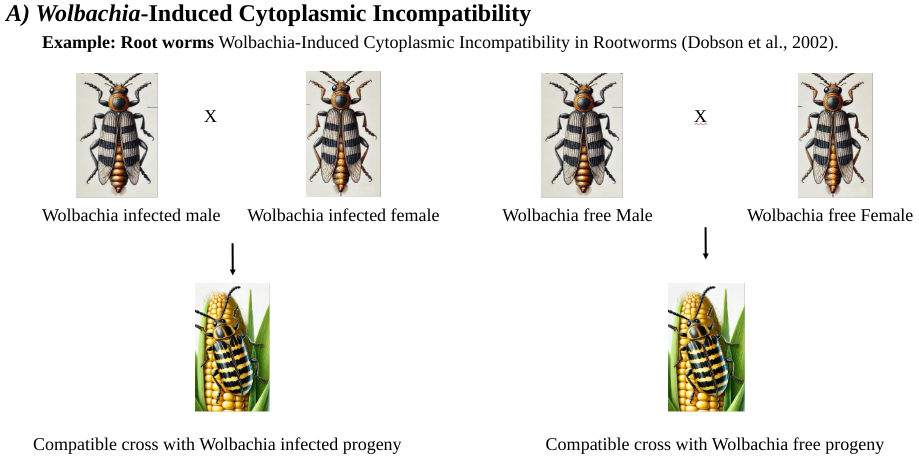 A) Wolbachia-Induced Cytoplasmic Incompatibility
Example: Root worms Wolbachia-Induced Cytoplasmic Incompatibility in Rootworms (Dobson et al., 2002).
X
X
Wolbachia infected male
Wolbachia infected female
Wolbachia free Male
Wolbachia free Female
Compatible cross with Wolbachia infected progeny
Compatible cross with Wolbachia free progeny